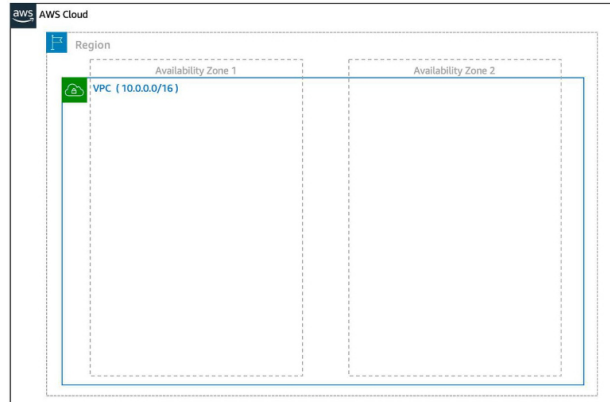 aws AWS Cloud
Region
Availability Zone 1
Availability Zone 2
VPC ( 10.0.0.0/16 )